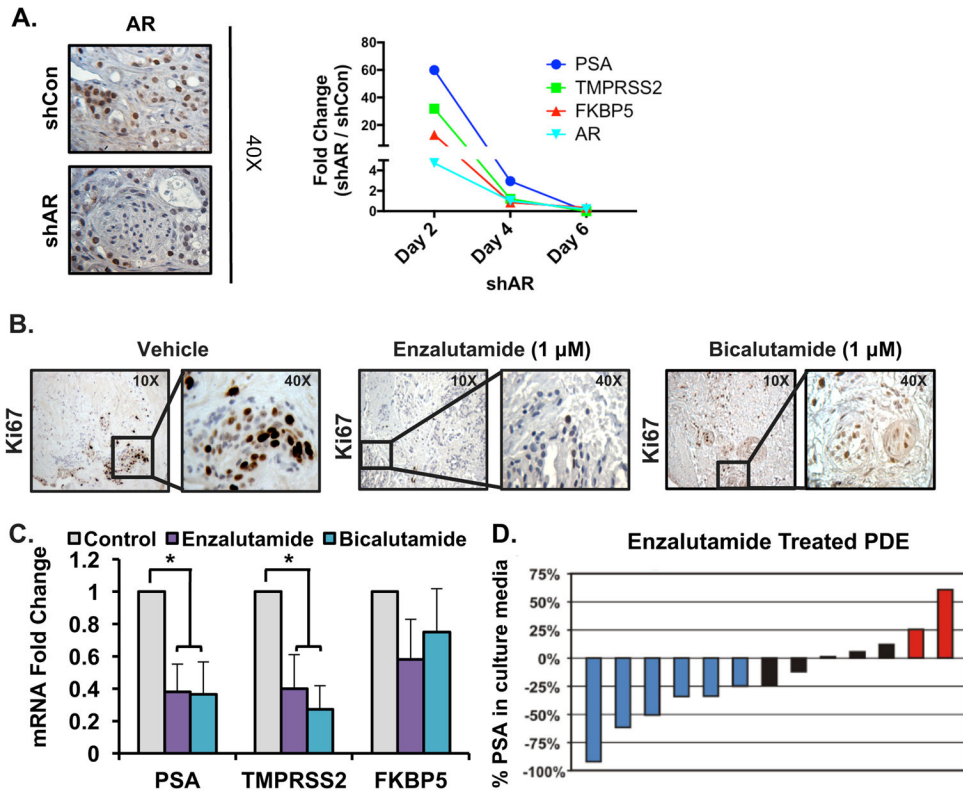 A.
AR
shCon
shAR
40X
Fold Change
(shAR / shCon)
80
60
40
20
4
2
0
PSA
TMPRSS2
FKBP5
AR
Day 2
Day 4
Day 6
shAR
B.
Vehicle
Enzalutamide (1 µM)
Bicalutamide (1 µM)
Ki67
10X
40X
Ki67
10X
40X
Ki67
10X
40X
C.
Control Enzalutamide Bicalutamide
mRNA Fold Change
1.2
1
0.8
0.6
0.4
0.2
0
*
*
PSA TMPRSS2 FKBP5
D.
Enzalutamide Treated PDE
% PSA in culture media
75%
50%
25%
0%
-25%
-50%
-75%
-100%